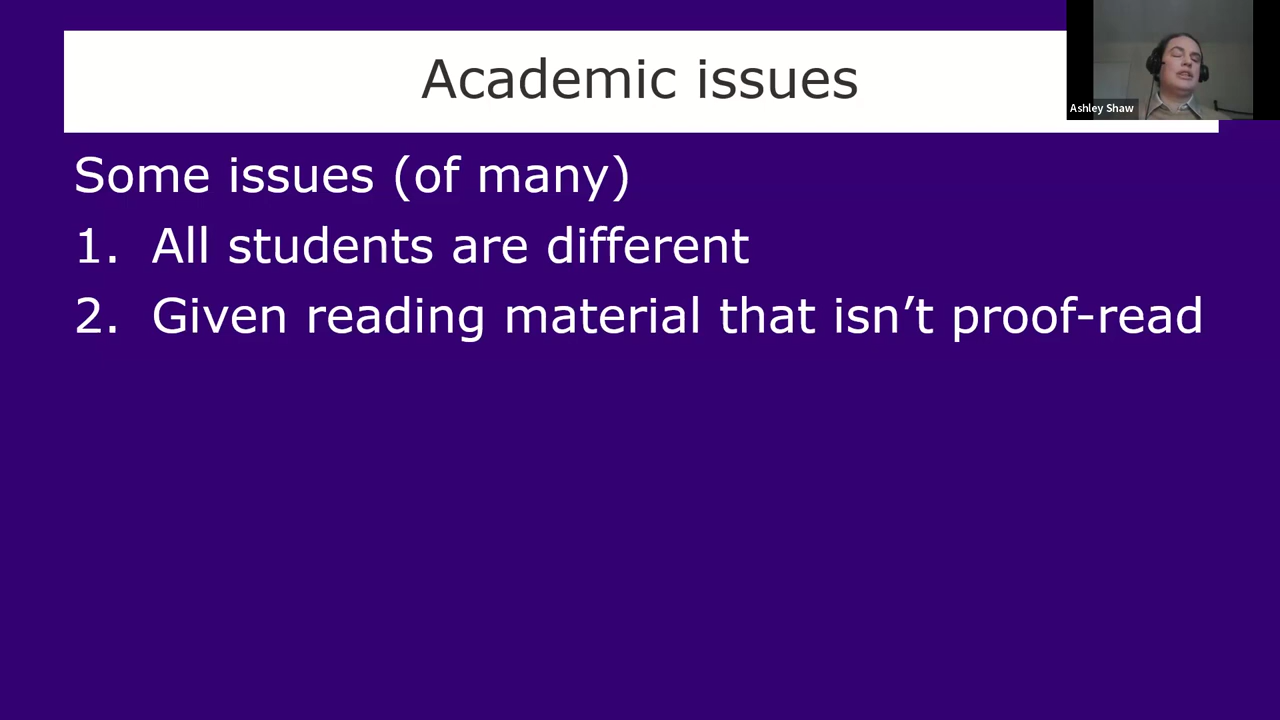 Academic issues
Ashley Shaw
Some issues (of many)
1. All students are different
2. Given reading material that isn’t proof-read